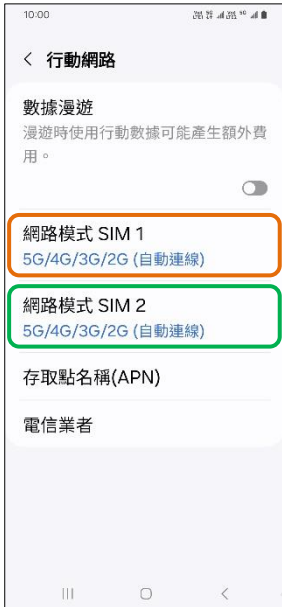 10:00
行動網路
數據漫遊
漫遊時使用行動數據可能產生額外費
用。
網路模式 SIM 1
5G/4G/3G/2G (自動連線)
網路模式 SIM 2
5G/4G/3G/2G (自動連線)
存取點名稱(APN)
電信業者